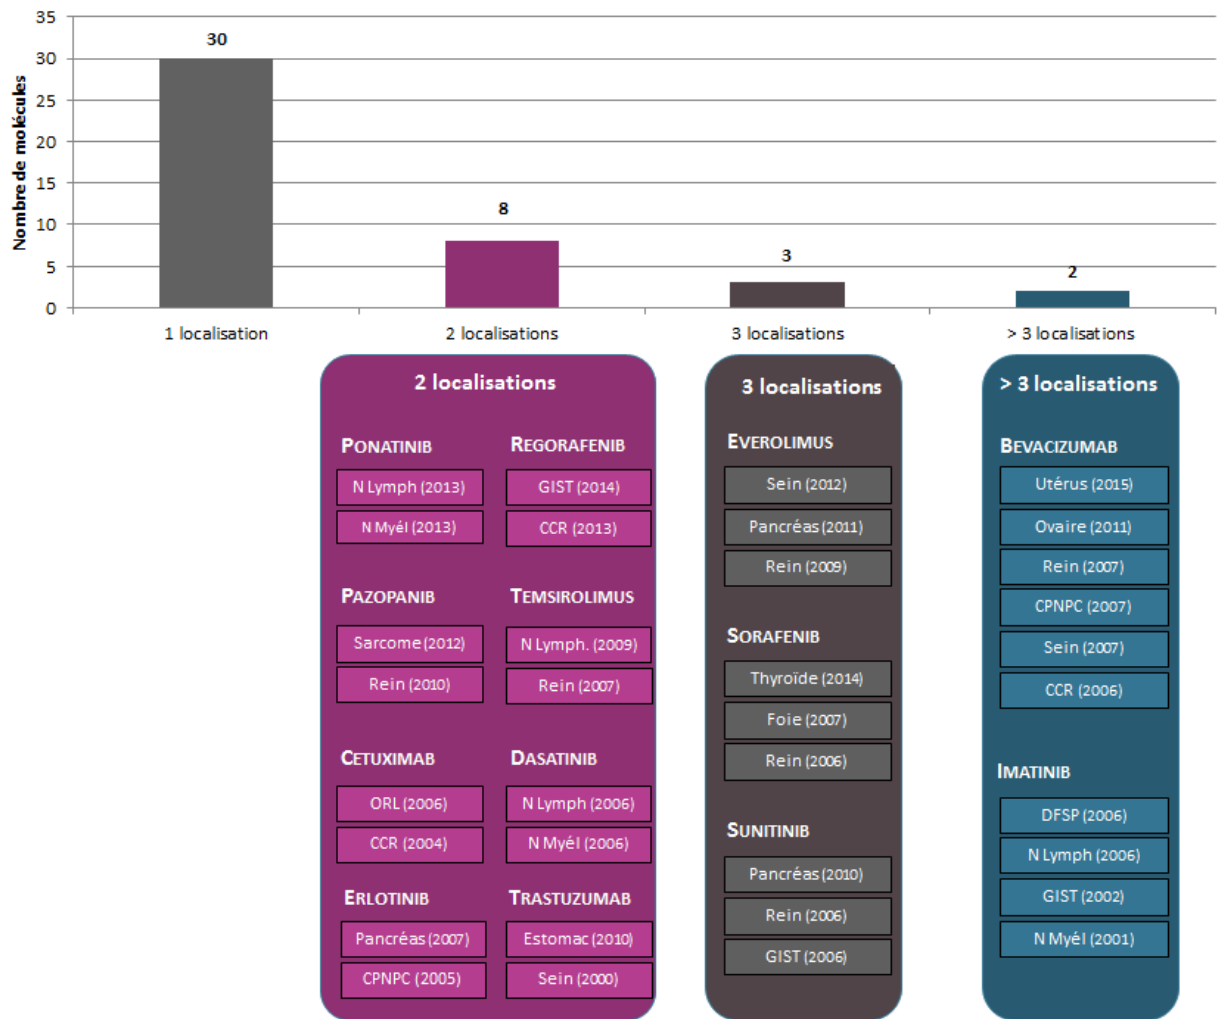 Nombre de molécules
35
30
25
20
15
10
5
0
30
8
3
2
1 localisation
2 localisations
3 localisations
> 3 localisations
2 localisations
PONATINIB
N Lymph (2013)
N Myél (2013)
REGORAFENIB
GIST (2014)
CCR (2013)
PAZOPANIB
Sarcome (2012)
Rein (2010)
TEMSIROLIMUS
N Lymph. (2009)
Rein (2007)
CETUXIMAB
ORL (2006)
CCR (2004)
DASATINIB
N Lymph (2006)
N Myél (2006)
ERLOTINIB
Pancréas (2007)
CPNPC (2005)
TRASTUZUMAB
Estomac (2010)
Sein (2000)
3 localisations
EVEROLIMUS
Sein (2012)
Pancréas (2011)
Rein (2009)
SORAFENIB
Thyroïde (2014)
Foie (2007)
Rein (2006)
SUNITINIB
Pancréas (2010)
Rein (2006)
GIST (2006)
> 3 localisations
BEVACIZUMAB
Utérus (2015)
Ovaire (2011)
Rein (2007)
CPNPC (2007)
Sein (2007)
CCR (2006)
IMATINIB
DFSP (2006)
N Lymph (2006)
GIST (2002)
N Myél (2001)